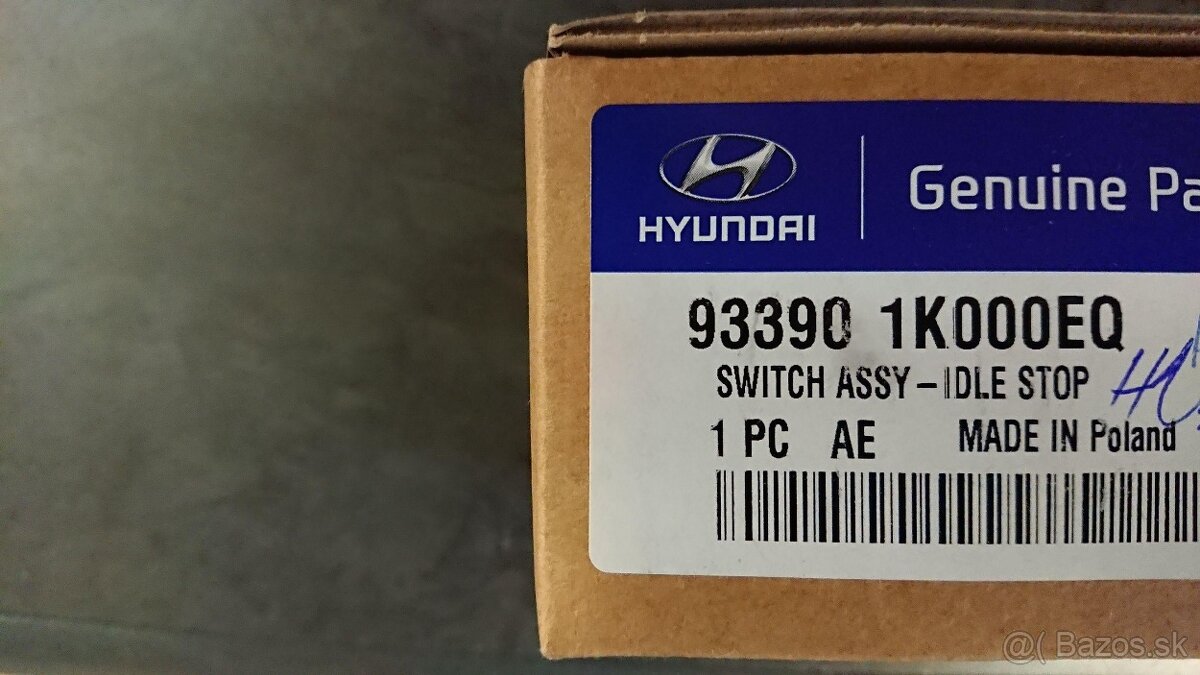 HYUNDAI
Genuine Pa
93390 1K000EQ
SWITCH ASSY-IDLE STOP
1 PC AE MADE IN Poland
@( Bazos.sk